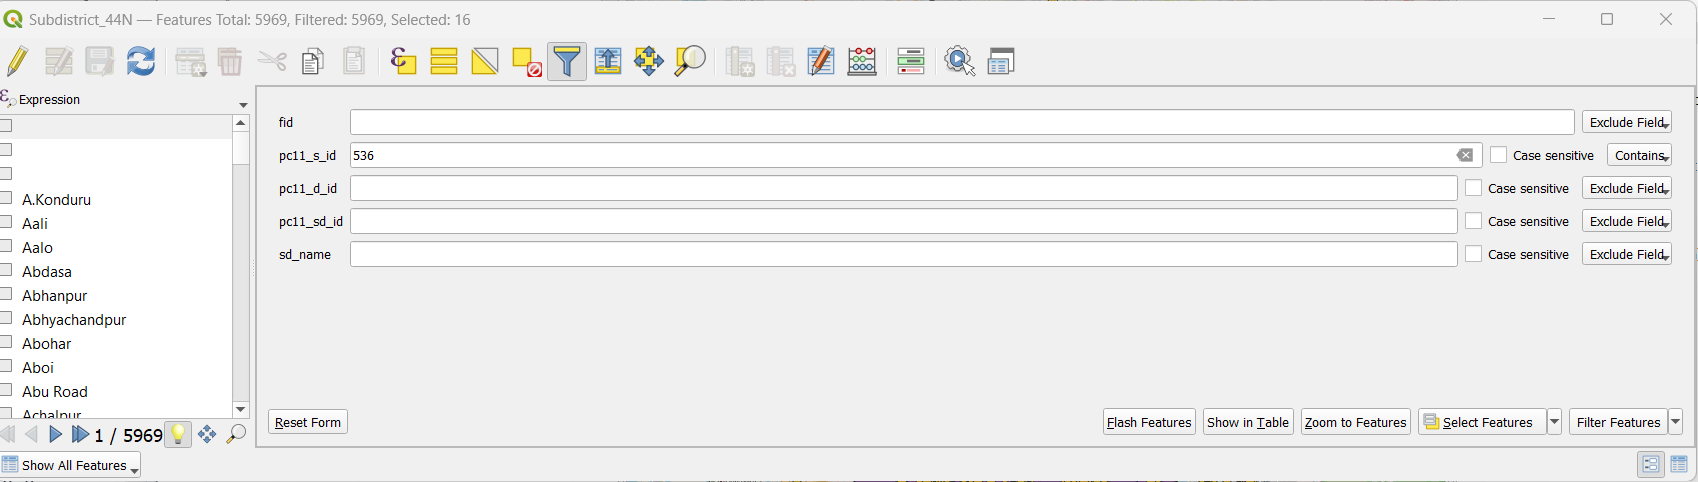 Subdistrict_44N — Features Total: 5969, Filtered: 5969, Selected: 16
Expression
A.Konduru
Aali
Aalo
Abdasa
Abhanpur
Abhyachandpur
Abohar
Aboi
Abu Road
Achalpur
1 / 5969
Show All Features
fid Exclude Field
pc11_s_id 536 Case sensitive Contains
pc11_d_id Case sensitive Exclude Field
pc11_sd_id Case sensitive Exclude Field
sd_name Case sensitive Exclude Field
Reset Form Flash Features Show in Table Zoom to Features Select Features Filter Features